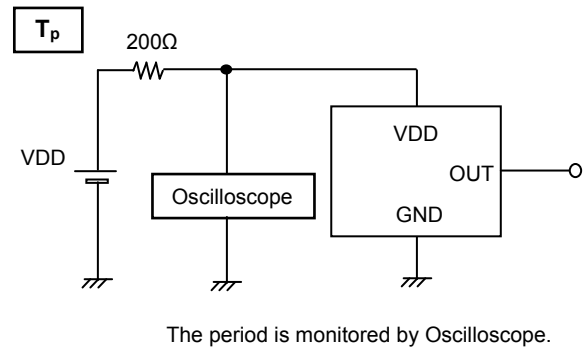 Tp
200Ω
VDD
VDD
OUT
Oscilloscope
GND
The period is monitored by Oscilloscope.